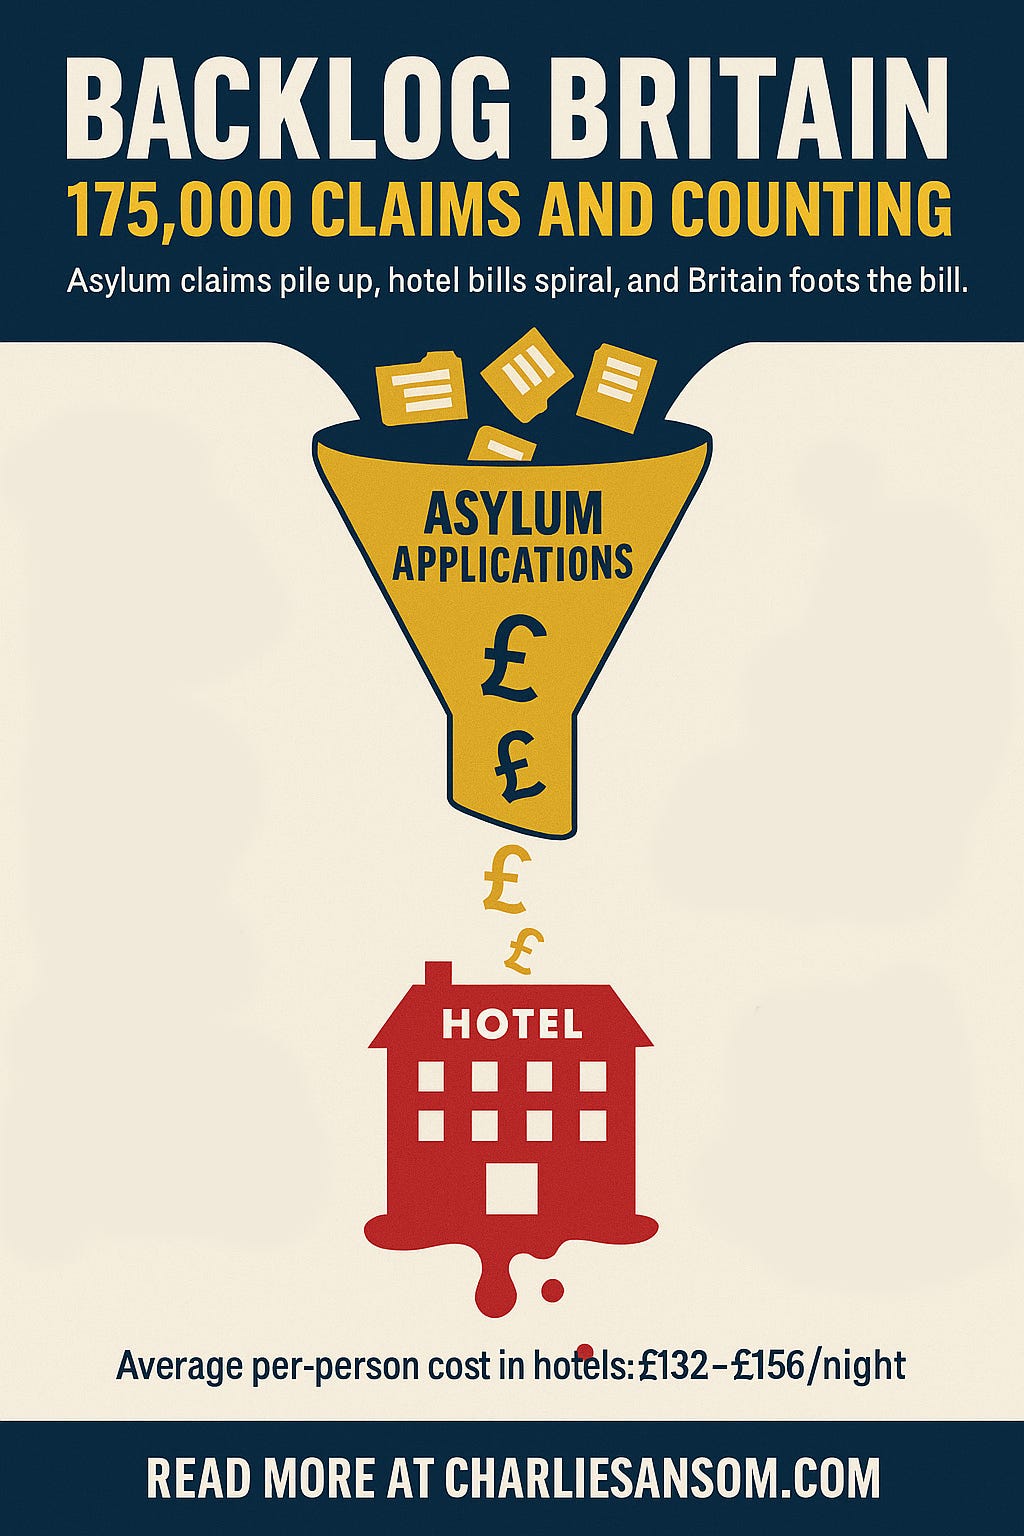 BACKLOG BRITAIN
175,000 CLAIMS AND COUNTING
Asylum claims pile up, hotel bills spiral, and Britain foots the bill.
ASYLUM
APPLICATIONS
£
£
£
£
HOTEL
Average per-person cost in hotels: £132–£156/night
READ MORE AT CHARLIESANSOM.COM